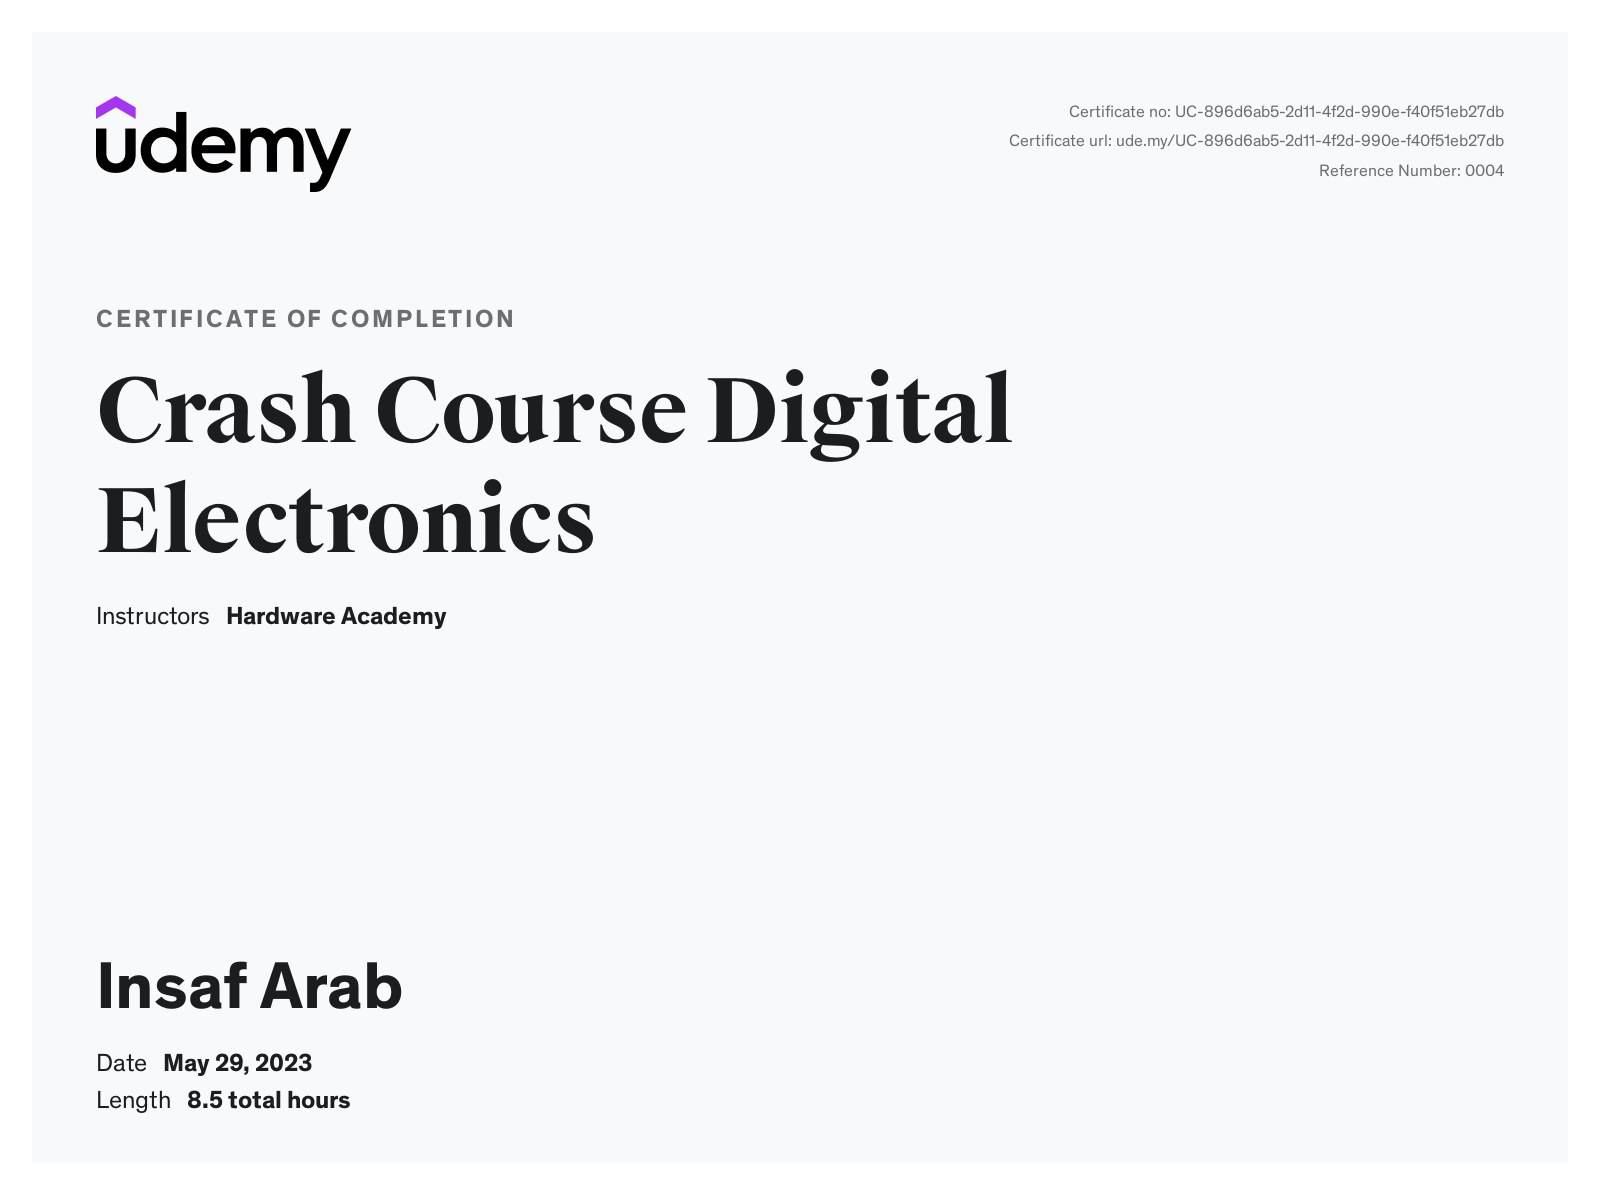 udemy
Certificate no: UC-896d6ab5-2d11-4f2d-990e-f40f51eb27db
Certificate url: ude.my/UC-896d6ab5-2d11-4f2d-990e-f40f51eb27db
Reference Number: 0004
CERTIFICATE OF COMPLETION
Crash Course Digital
Electronics
Instructors Hardware Academy
Insaf Arab
Date May 29, 2023
Length 8.5 total hours